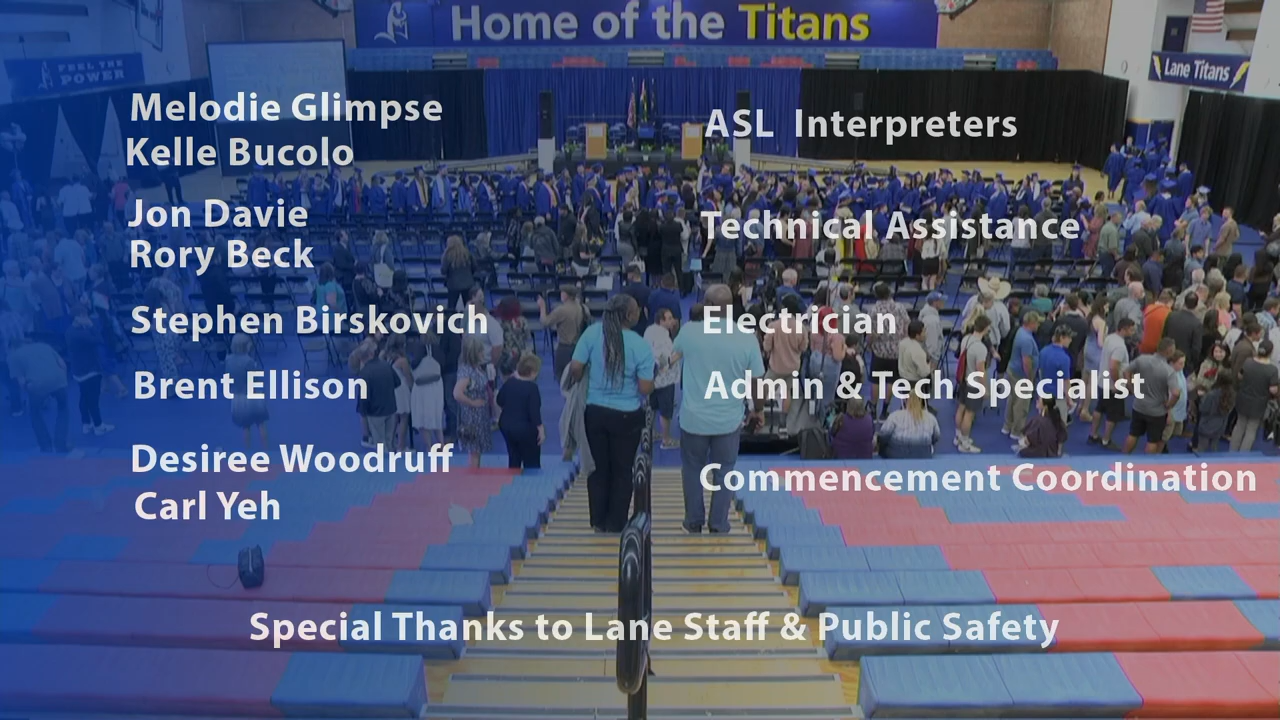 Home of the Titans
FEEL THE
POWER
Lane Titans
Melodie Glimpse
Kelle Bucolo
ASL Interpreters
Jon Davie
Rory Beck
Technical Assistance
Stephen Birskovich
Electrician
Brent Ellison
Admin & Tech Specialist
Desiree Woodruff
Carl Yeh
Commencement Coordination
Special Thanks to Lane Staff & Public Safety